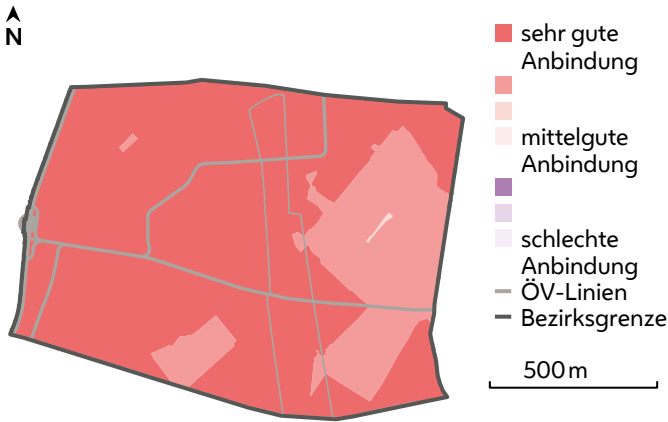 N
sehr gute
Anbindung
mittelgute
Anbindung
schlechte
Anbindung
ÖV-Linien
Bezirksgrenze
500 m